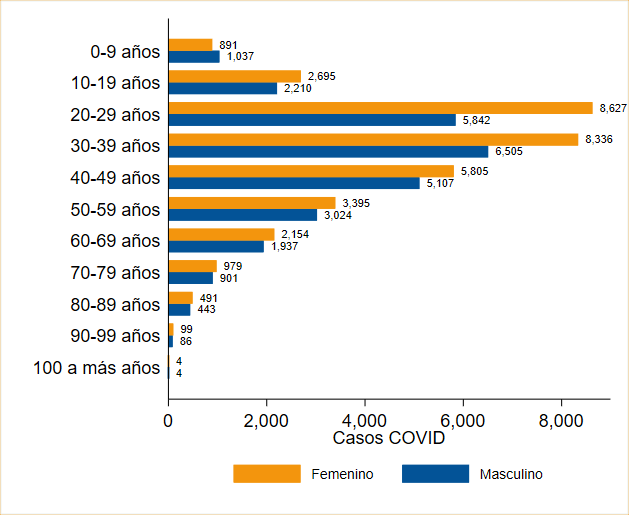 0-9 años
891
1,037
10-19 años
2,695
2,210
20-29 años
8,627
5,842
30-39 años
8,336
6,505
40-49 años
5,805
5,107
50-59 años
3,395
3,024
60-69 años
2,154
1,937
70-79 años
979
901
80-89 años
491
443
90-99 años
99
86
100 a más años
4
4
0 2,000 4,000 6,000 8,000
Casos COVID
Femenino Masculino